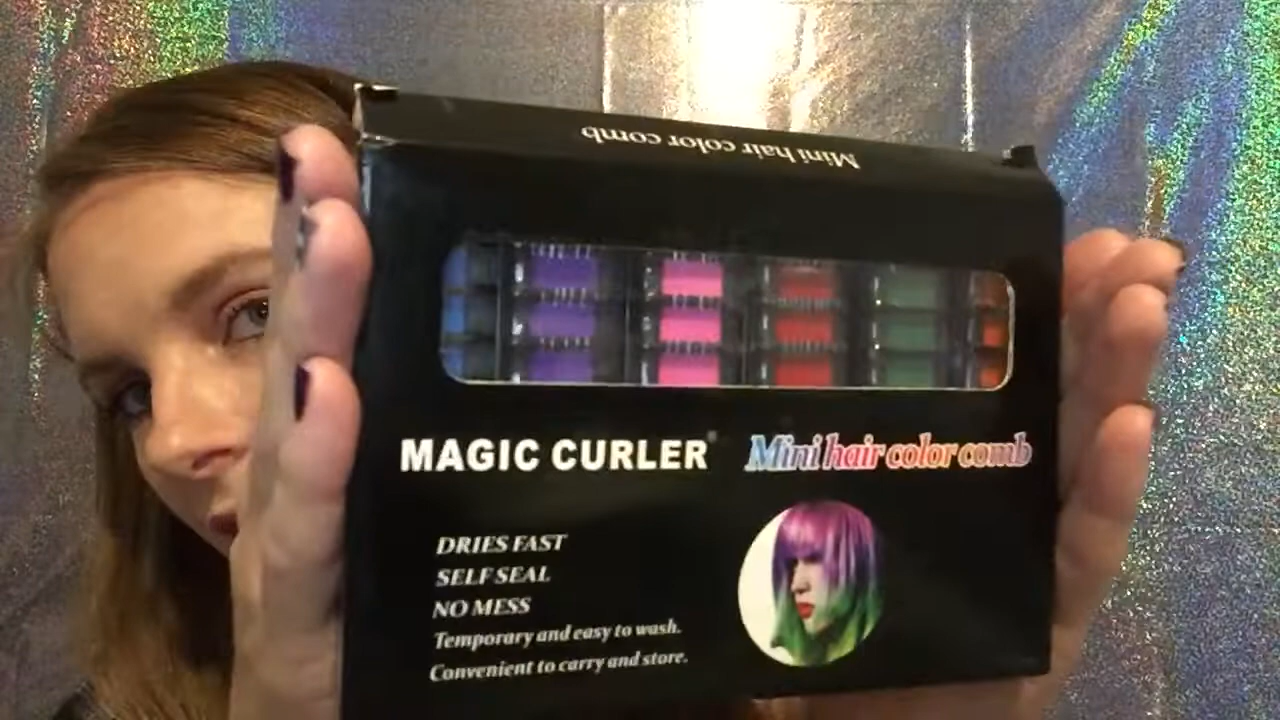 Mini hair color comb
MAGIC CURLER® Mini hair color comb
DRIES FAST
SELF SEAL
NO MESS
Temporary and easy to wash.
Convenient to carry and store.